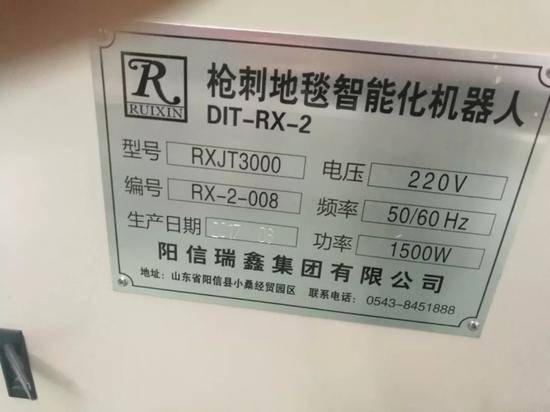 R
RUIXIN
枪刺地毯智能化机器人
DIT-RX-2
型号 RXJT3000 电压 220V
编号 RX-2-008 频率 50/60 Hz
生产日期 2017 08 功率 1500W
阳信瑞鑫集团有限公司
地址: 山东省阳信县小桑经贸园区 联系电话: 0543-8451888